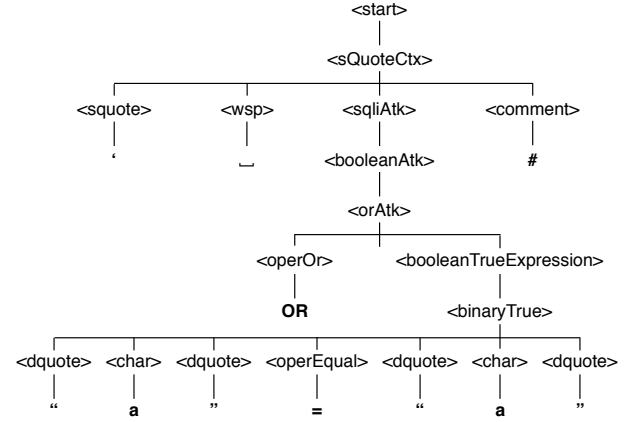 <start>
<sQuoteCtx>
<squote> <wsp> <sqliAtk> <comment>
‘ ⎵ <booleanAtk> #
<orAtk>
<operOr> <booleanTrueExpression>
OR <binaryTrue>
<dquote> <char> <dquote> <operEqual> <dquote> <char> <dquote>
“ a ” = “ a ”